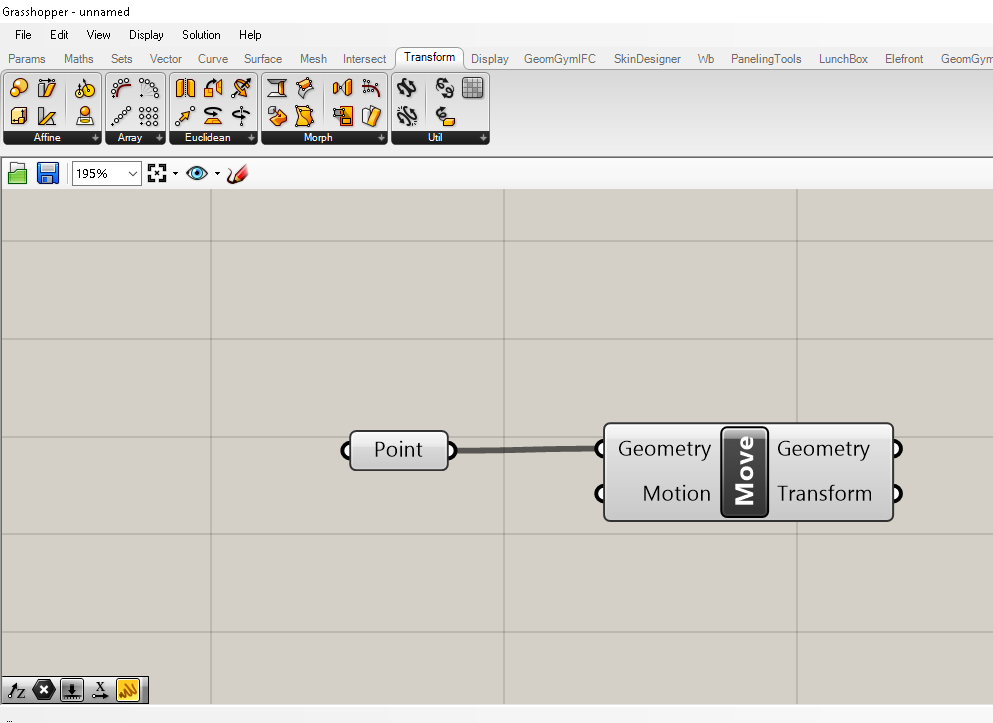 Grasshopper - unnamed
File Edit View Display Solution Help
Params Maths Sets Vector Curve Surface Mesh Intersect Transform Display GeomGymIFC SkinDesigner Wb PanelingTools LunchBox Elefront GeomGym
Affine Array Euclidean Morph Util
195%
Point Geometry Move Geometry
Motion Transform
Z X
...